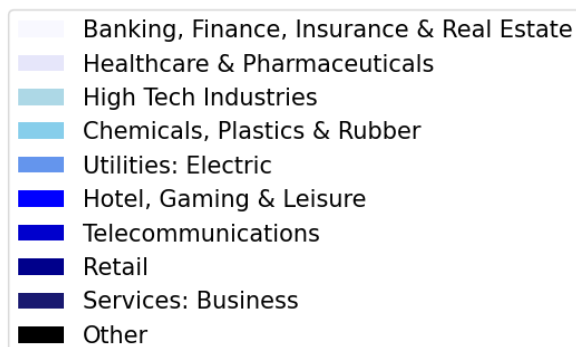 Banking, Finance, Insurance & Real Estate
Healthcare & Pharmaceuticals
High Tech Industries
Chemicals, Plastics & Rubber
Utilities: Electric
Hotel, Gaming & Leisure
Telecommunications
Retail
Services: Business
Other